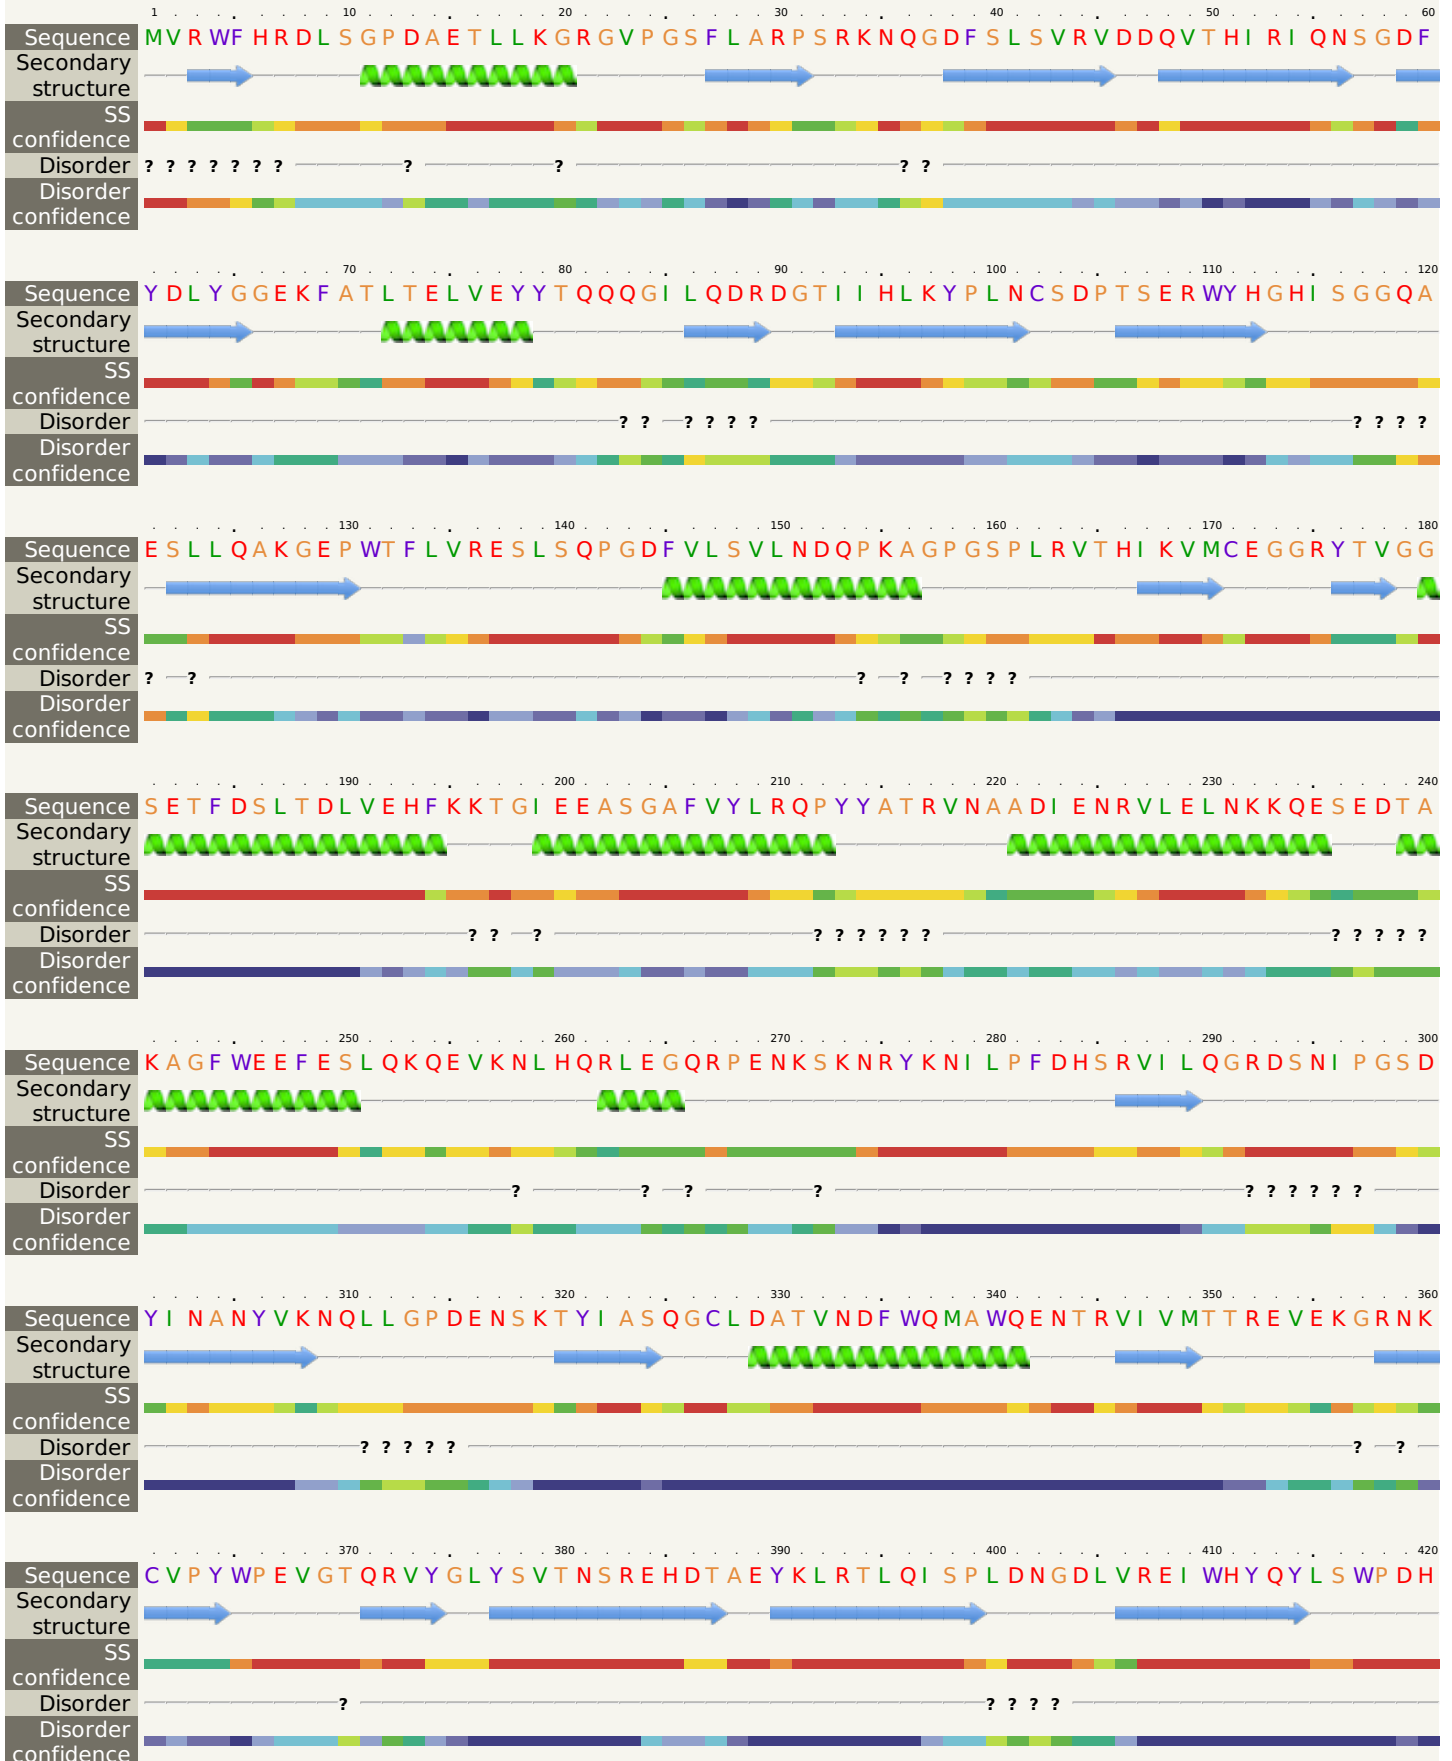 1 10 20 30 40 50 60
Sequence MVRWFHRDLSGPDAETLLKGRGVPGSFLARPSRKNQGDFSLSVRVDDQVTHIRIQNSGDF
Secondary
structure
SS
confidence
Disorder ? ? ? ? ? ? ? ? ? ? ?
Disorder
confidence
70 80 90 100 110 120
Sequence YDLYGGEKFATLTELVEYYTQQQGILQDRDGTIIHLKYPLNCSDPTSERWYHGHISGGQA
Secondary
structure
SS
confidence
Disorder ? ? ? ? ? ? ? ? ? ?
Disorder
confidence
130 140 150 160 170 180
Sequence ESLLQAKGEPWTFLVRESLSQPGDFVLSVLNDQPKAGPGSPLRVTHIKVMCEGGRYTVGG
Secondary
structure
SS
confidence
Disorder ? ? ? ? ? ? ? ?
Disorder
confidence
190 200 210 220 230 240
Sequence SETFDSLTDLVEHFKKTGIEEASGAFVYLRQPYYATRVNAADIENRVLELNKKQESEDTA
Secondary
structure
SS
confidence
Disorder ? ? ? ? ? ? ? ? ? ? ? ? ? ?
Disorder
confidence
250 260 270 280 290 300
Sequence KAGFWEEFESLQKQEVKNLHQRLEGQRPENKSKNRYKNILPFDHSRVILQGRDSNIPGSD
Secondary
structure
SS
confidence
Disorder ? ? ? ? ? ? ? ? ? ?
Disorder
confidence
310 320 330 340 350 360
Sequence YINANYVKNQLLGPDENSKTYIASQGCLDATVNDFWQMAWQENTRVIVMTTREVEKGRNK
Secondary
structure
SS
confidence
Disorder ? ? ? ? ? ? ?
Disorder
confidence
370 380 390 400 410 420
Sequence CVPYWPEVGTQRVYGLYSVTNSREHDTAEYKLRTLQISPLDNGDLVREIWHYQYLSWPDH
Secondary
structure
SS
confidence
Disorder ? ? ? ? ?
Disorder
confidence